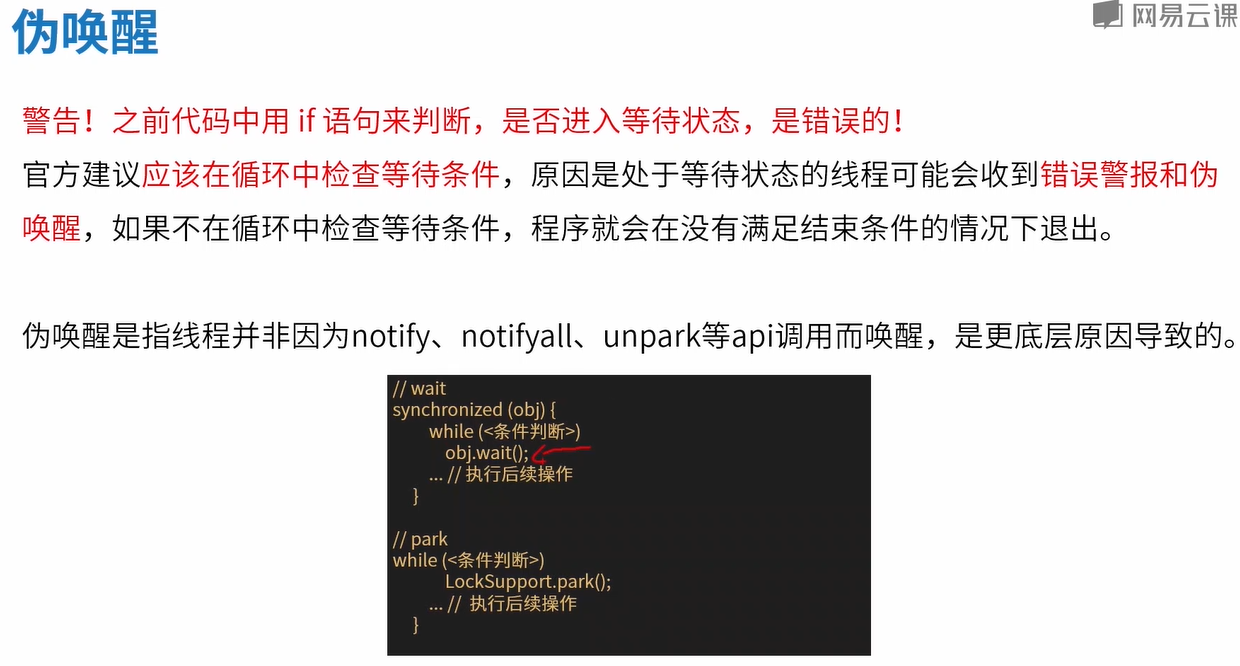 伪唤醒
网易云课
警告！之前代码中用 if 语句来判断，是否进入等待状态，是错误的！
官方建议应该在循环中检查等待条件，原因是处于等待状态的线程可能会收到错误警报和伪
唤醒，如果不在循环中检查等待条件，程序就会在没有满足结束条件的情况下退出。
伪唤醒是指线程并非因为notify、notifyall、unpark等api调用而唤醒，是更底层原因导致的。
// wait
synchronized (obj) {
while (<条件判断>)
obj.wait();
... // 执行后续操作
}
// park
while (<条件判断>)
LockSupport.park();
... // 执行后续操作
}